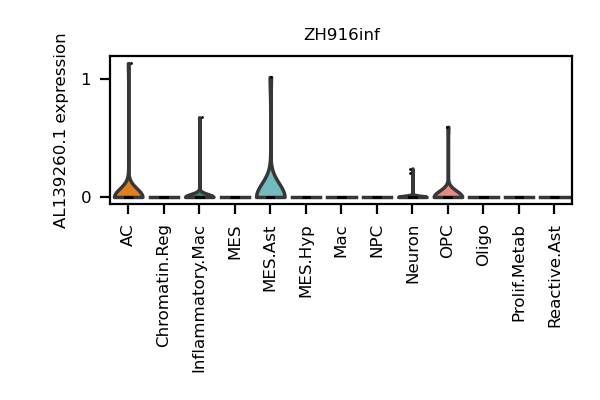 ZH916inf
AL139260.1 expression
1
0
AC
Chromatin.Reg
Inflammatory.Mac
MES
MES.Ast
MES.Hyp
Mac
NPC
Neuron
OPC
Oligo
Prolif.Metab
Reactive.Ast